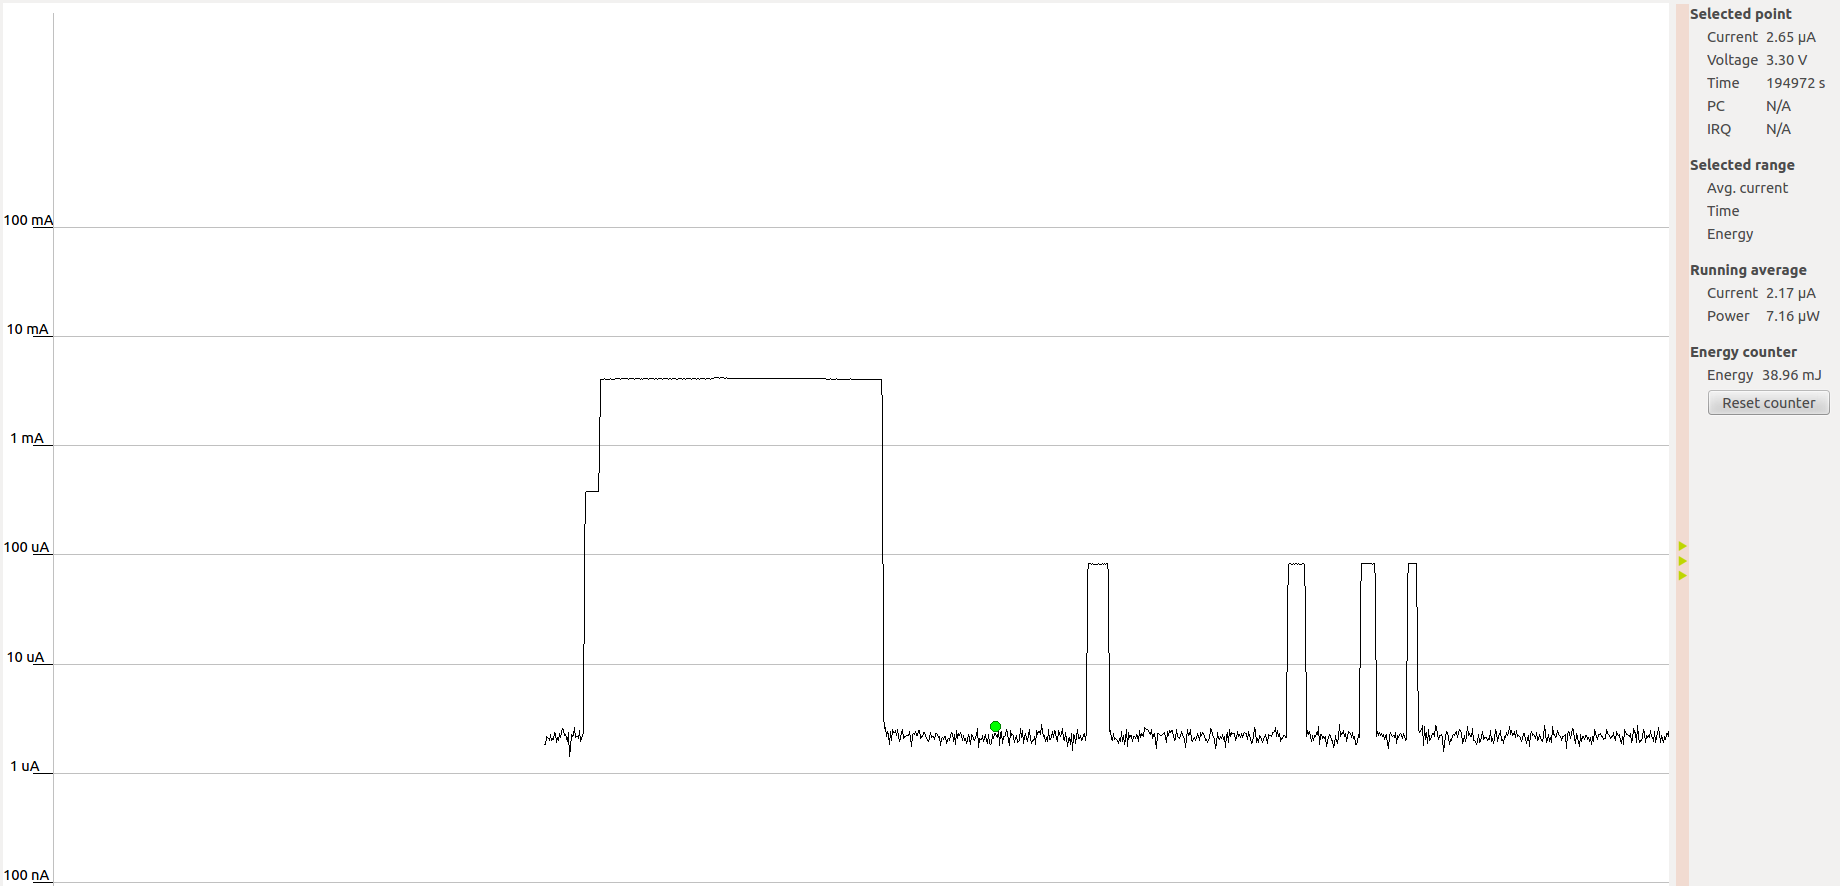 100 mA
10 mA
1 mA
100 uA
10 uA
1 uA
100 nA
Selected point
Current 2.65 µA
Voltage 3.30 V
Time 194972 s
PC N/A
IRQ N/A
Selected range
Avg. current
Time
Energy
Running average
Current 2.17 µA
Power 7.16 µW
Energy counter
Energy 38.96 mJ
Reset counter